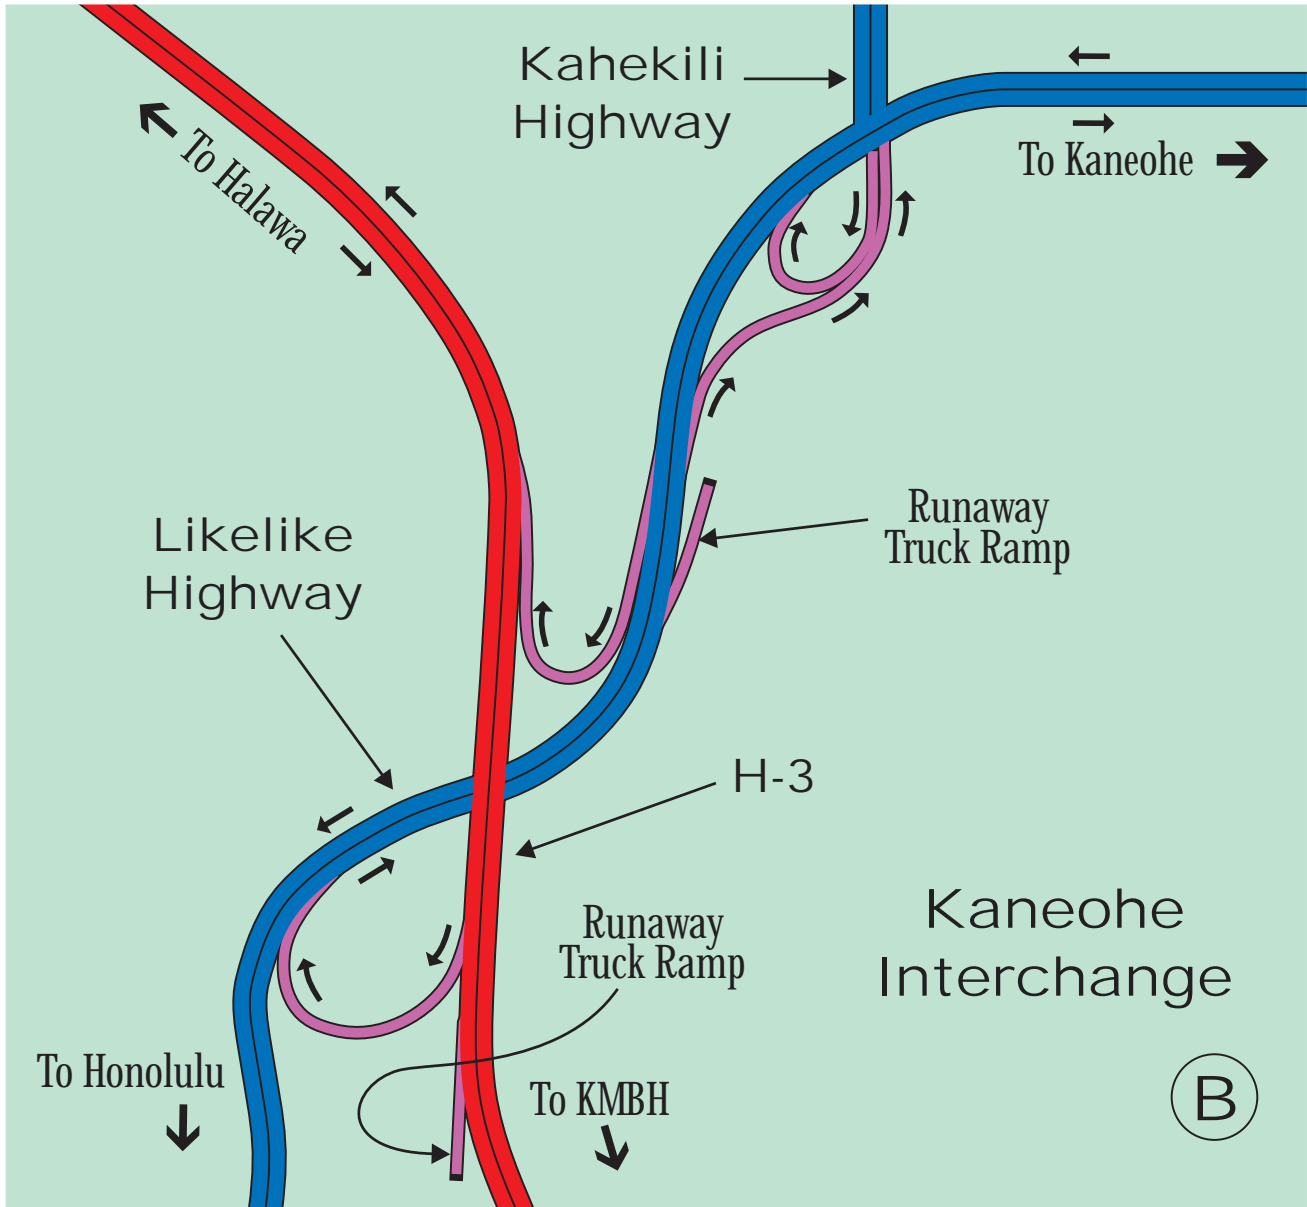 Kahekili
Highway
To Kaneohe
To Halawa
Likelike
Highway
Runaway
Truck Ramp
H-3
Runaway
Truck Ramp
Kaneohe
Interchange
To Honolulu
To KMBH
B